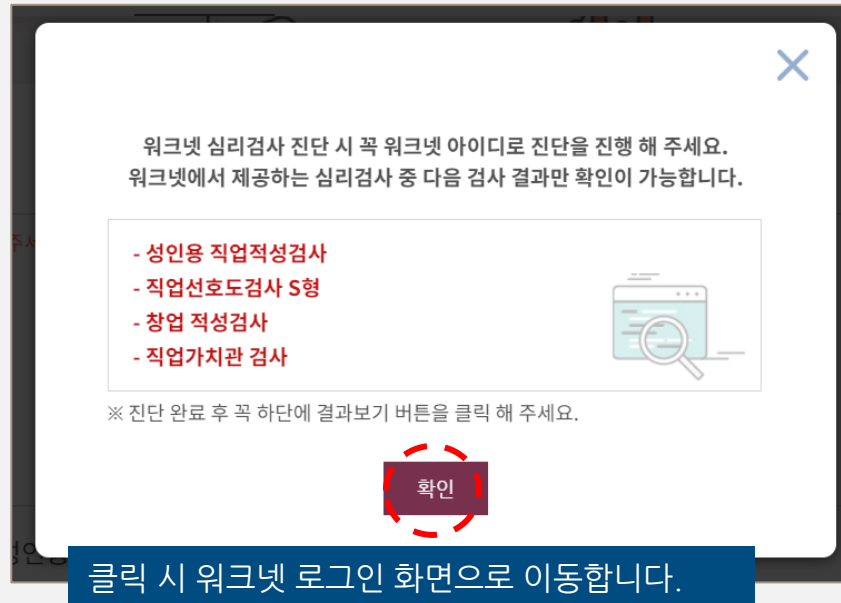 워크넷 심리검사 진단 시 꼭 워크넷 아이디로 진단을 진행 해 주세요.
워크넷에서 제공하는 심리검사 중 다음 검사 결과만 확인이 가능합니다.
- 성인용 직업적성검사
- 직업선호도검사 S형
- 창업 적성검사
- 직업가치관 검사
※ 진단 완료 후 꼭 하단에 결과보기 버튼을 클릭 해 주세요.
확인
클릭 시 워크넷 로그인 화면으로 이동합니다.